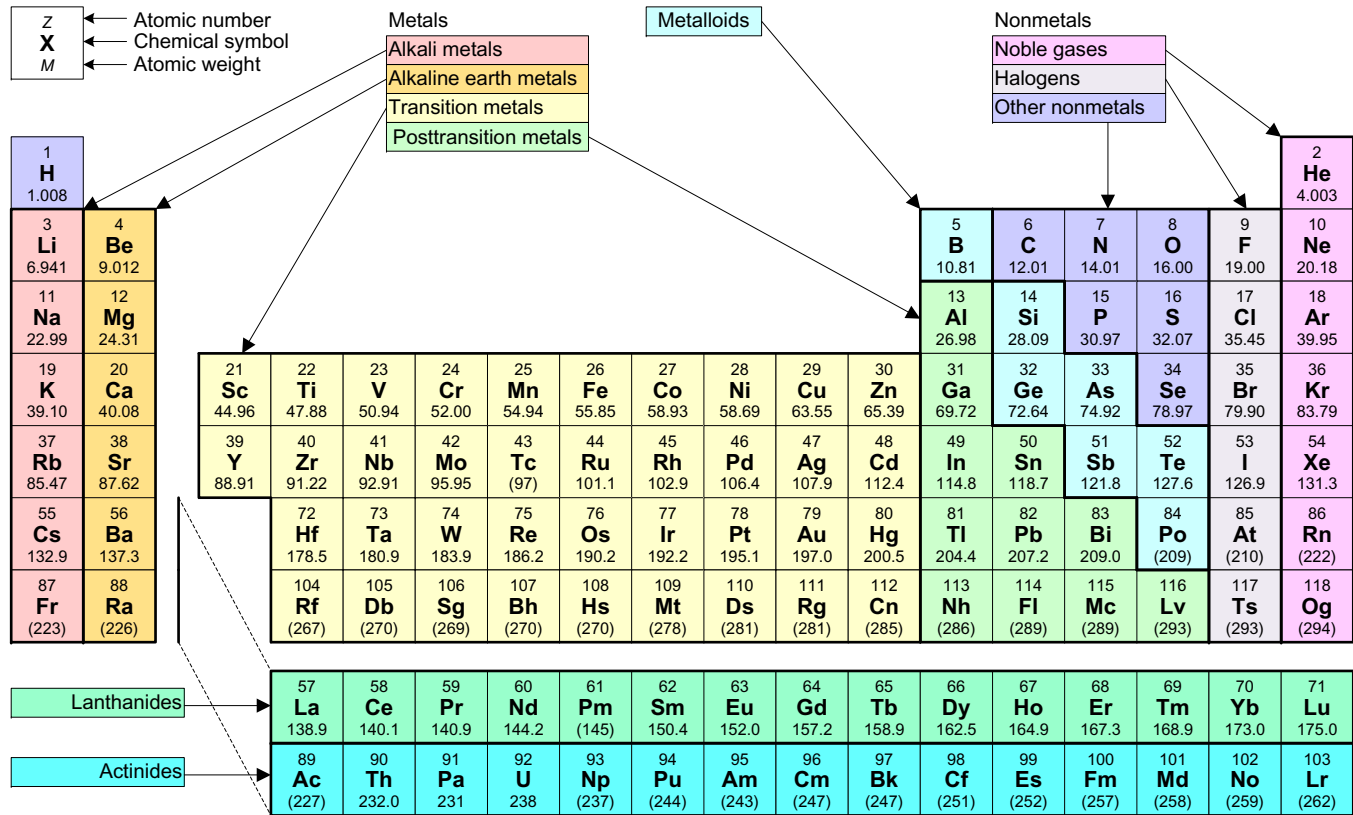 Z Atomic number
X Chemical symbol
M Atomic weight
Metals
Alkali metals
Alkaline earth metals
Transition metals
Posttransition metals
Metalloids
Nonmetals
Noble gases
Halogens
Other nonmetals
1 2
H He
1.008 4.003
3 4 5 6 7 8 9 10
Li Be B C N O F Ne
6.941 9.012 10.81 12.01 14.01 16.00 19.00 20.18
11 12 13 14 15 16 17 18
Na Mg Al Si P S Cl Ar
22.99 24.31 26.98 28.09 30.97 32.07 35.45 39.95
19 20 21 22 23 24 25 26 27 28 29 30 31 32 33 34 35 36
K Ca Sc Ti V Cr Mn Fe Co Ni Cu Zn Ga Ge As Se Br Kr
39.10 40.08 44.96 47.88 50.94 52.00 54.94 55.85 58.93 58.69 63.55 65.39 69.72 72.64 74.92 78.97 79.90 83.79
37 38 39 40 41 42 43 44 45 46 47 48 49 50 51 52 53 54
Rb Sr Y Zr Nb Mo Tc Ru Rh Pd Ag Cd In Sn Sb Te I Xe
85.47 87.62 88.91 91.22 92.91 95.95 (97) 101.1 102.9 106.4 107.9 112.4 114.8 118.7 121.8 127.6 126.9 131.3
55 56 72 73 74 75 76 77 78 79 80 81 82 83 84 85 86
Cs Ba Hf Ta W Re Os Ir Pt Au Hg Tl Pb Bi Po At Rn
132.9 137.3 178.5 180.9 183.9 186.2 190.2 192.2 195.1 197.0 200.5 204.4 207.2 209.0 (209) (210) (222)
87 88 104 105 106 107 108 109 110 111 112 113 114 115 116 117 118
Fr Ra Rf Db Sg Bh Hs Mt Ds Rg Cn Nh Fl Mc Lv Ts Og
(223) (226) (267) (270) (269) (270) (270) (278) (281) (281) (285) (286) (289) (289) (293) (293) (294)
Lanthanides
57 58 59 60 61 62 63 64 65 66 67 68 69 70 71
La Ce Pr Nd Pm Sm Eu Gd Tb Dy Ho Er Tm Yb Lu
138.9 140.1 140.9 144.2 (145) 150.4 152.0 157.2 158.9 162.5 164.9 167.3 168.9 173.0 175.0
Actinides
89 90 91 92 93 94 95 96 97 98 99 100 101 102 103
Ac Th Pa U Np Pu Am Cm Bk Cf Es Fm Md No Lr
(227) 232.0 231 238 (237) (244) (243) (247) (247) (251) (252) (257) (258) (259) (262)